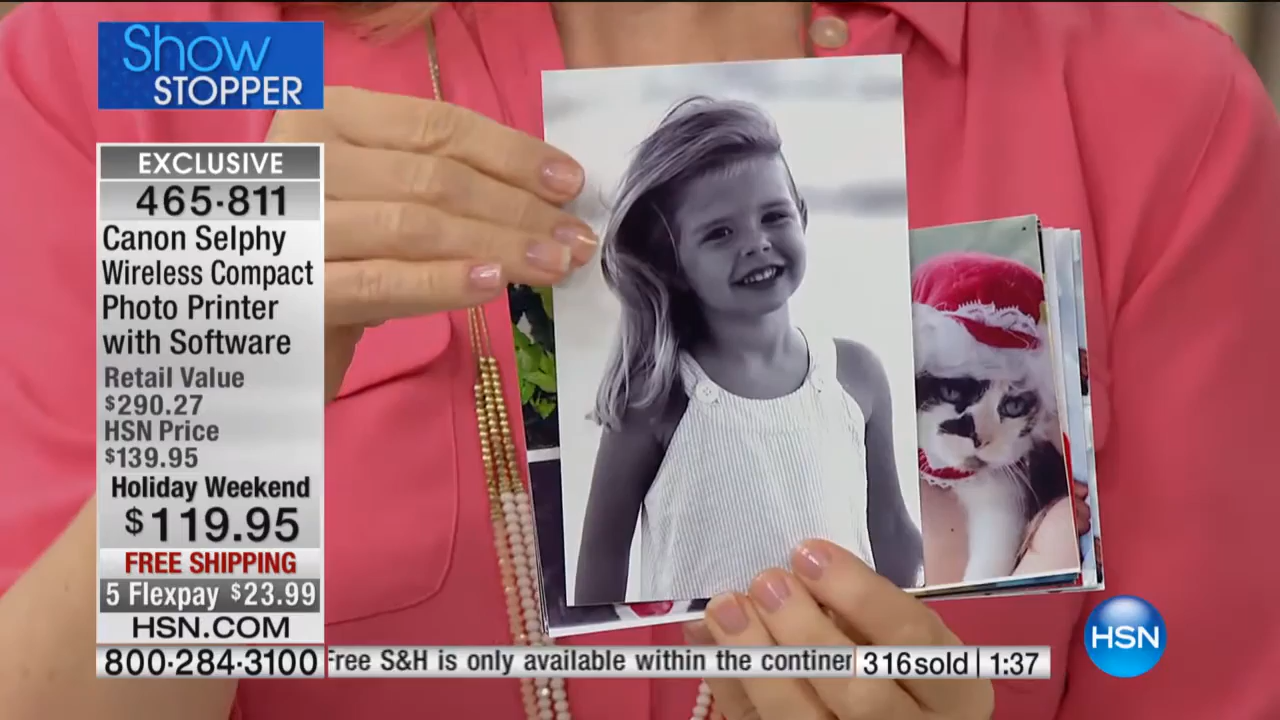 Show
STOPPER
EXCLUSIVE
465-811
Canon Selphy
Wireless Compact
Photo Printer
with Software
Retail Value
$290.27
HSN Price
$139.95
Holiday Weekend
$119.95
FREE SHIPPING
5 Flexpay $23.99
HSN.COM
800-284-3100
Free S&H is only available within the continer
316 sold | 1:37
HSN